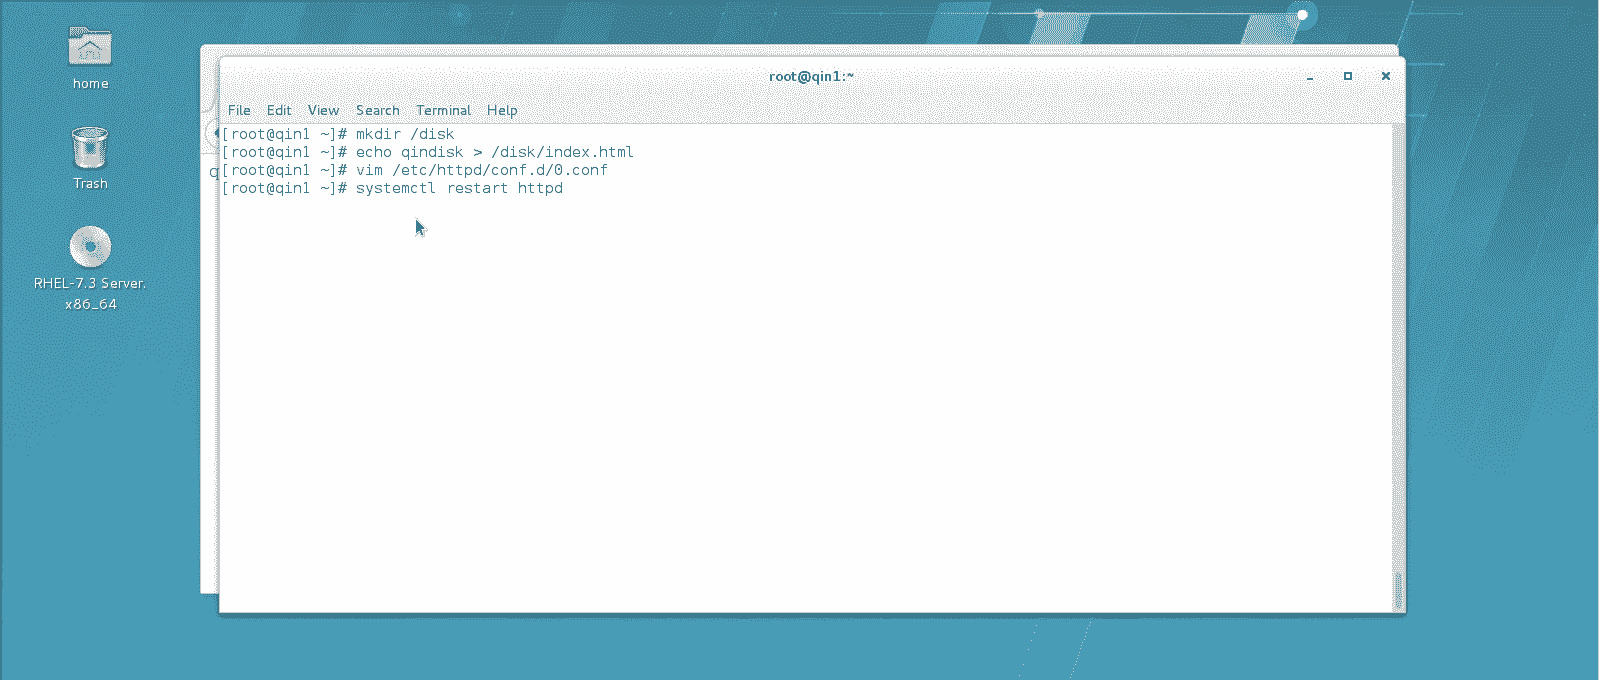 home
Trash
RHEL-7.3 Server.
x86_64
root@qin1:~
File Edit View Search Terminal Help
[root@qin1 ~]# mkdir /disk
[root@qin1 ~]# echo qindisk > /disk/index.html
q[root@qin1 ~]# vim /etc/httpd/conf.d/0.conf
[root@qin1 ~]# systemctl restart httpd